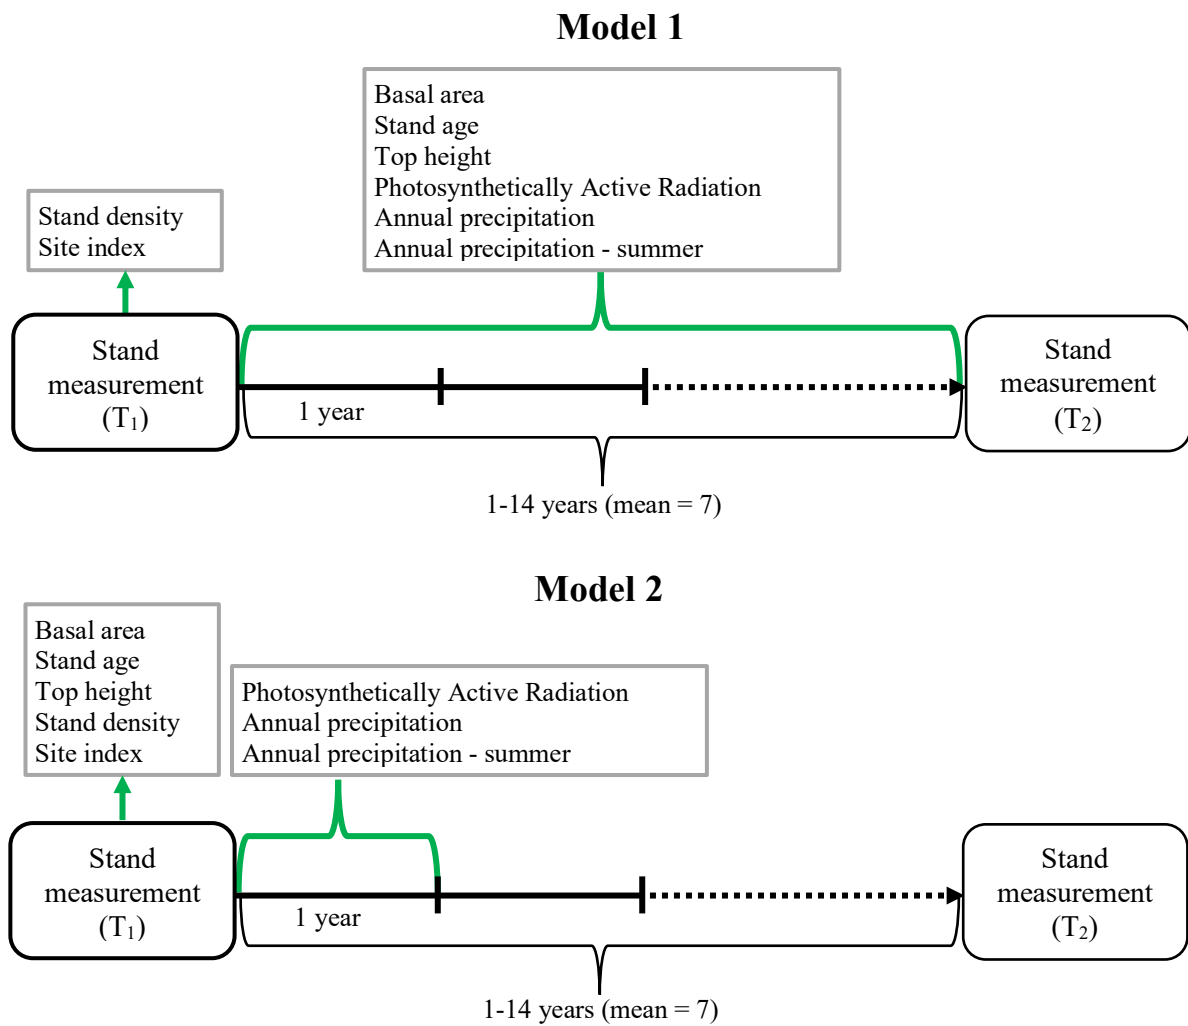 Model 1
Basal area
Stand age
Top height
Photosynthetically Active Radiation
Annual precipitation
Annual precipitation - summer
Stand density
Site index
Stand
measurement
(T₁)
1 year
Stand
measurement
(T₂)
1-14 years (mean = 7)
Model 2
Basal area
Stand age
Top height
Stand density
Site index
Photosynthetically Active Radiation
Annual precipitation
Annual precipitation - summer
Stand
measurement
(T₁)
1 year
Stand
measurement
(T₂)
1-14 years (mean = 7)